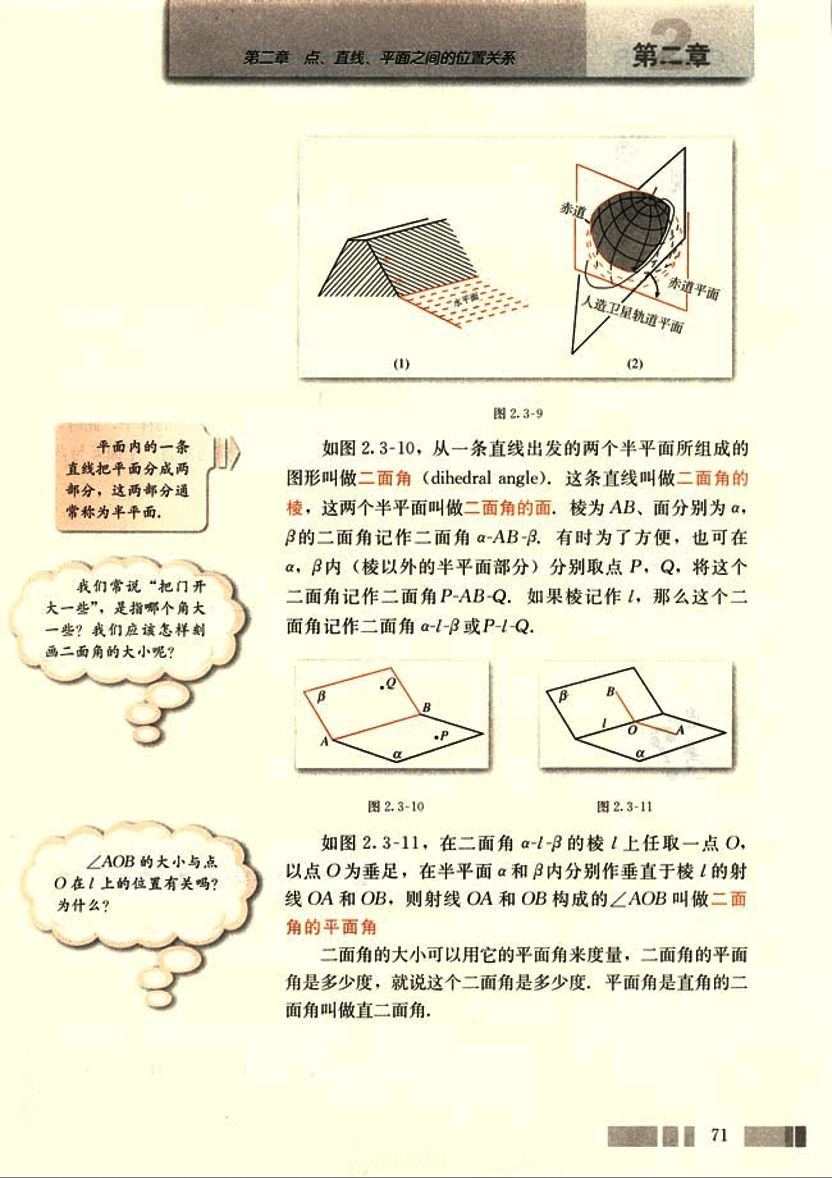 第二章 点、直线、平面之间的位置关系
第二章
赤道
赤道平面
人造卫星轨道平面
水平面
(1)
(2)
图 2.3-9
平面内的一条
直线把平面分成两
部分，这两部分通
常称为半平面.
如图 2.3-10，从一条直线出发的两个半平面所组成的
图形叫做二面角（dihedral angle）. 这条直线叫做二面角的
棱，这两个半平面叫做二面角的面. 棱为 AB、面分别为 α，
β的二面角记作二面角 α-AB-β. 有时为了方便，也可在
α，β内（棱以外的半平面部分）分别取点 P，Q，将这个
二面角记作二面角P-AB-Q. 如果棱记作 l，那么这个二
面角记作二面角 α-l-β或P-l-Q.
我们常说“把门开
大一些”，是指哪个角大
一些？我们应该怎样刻
画二面角的大小呢？
β
Q
B
A
P
α
β
B
l
O
A
α
图 2.3-10
图 2.3-11
∠AOB 的大小与点
O 在 l 上的位置有关吗？
为什么？
如图 2.3-11，在二面角 α-l-β 的棱 l 上任取一点 O，
以点 O 为垂足，在半平面 α 和 β内分别作垂直于棱 l 的射
线 OA 和 OB，则射线 OA 和 OB 构成的∠AOB 叫做二面
角的平面角
二面角的大小可以用它的平面角来度量，二面角的平面
角是多少度，就说这个二面角是多少度. 平面角是直角的二
面角叫做直二面角.
71